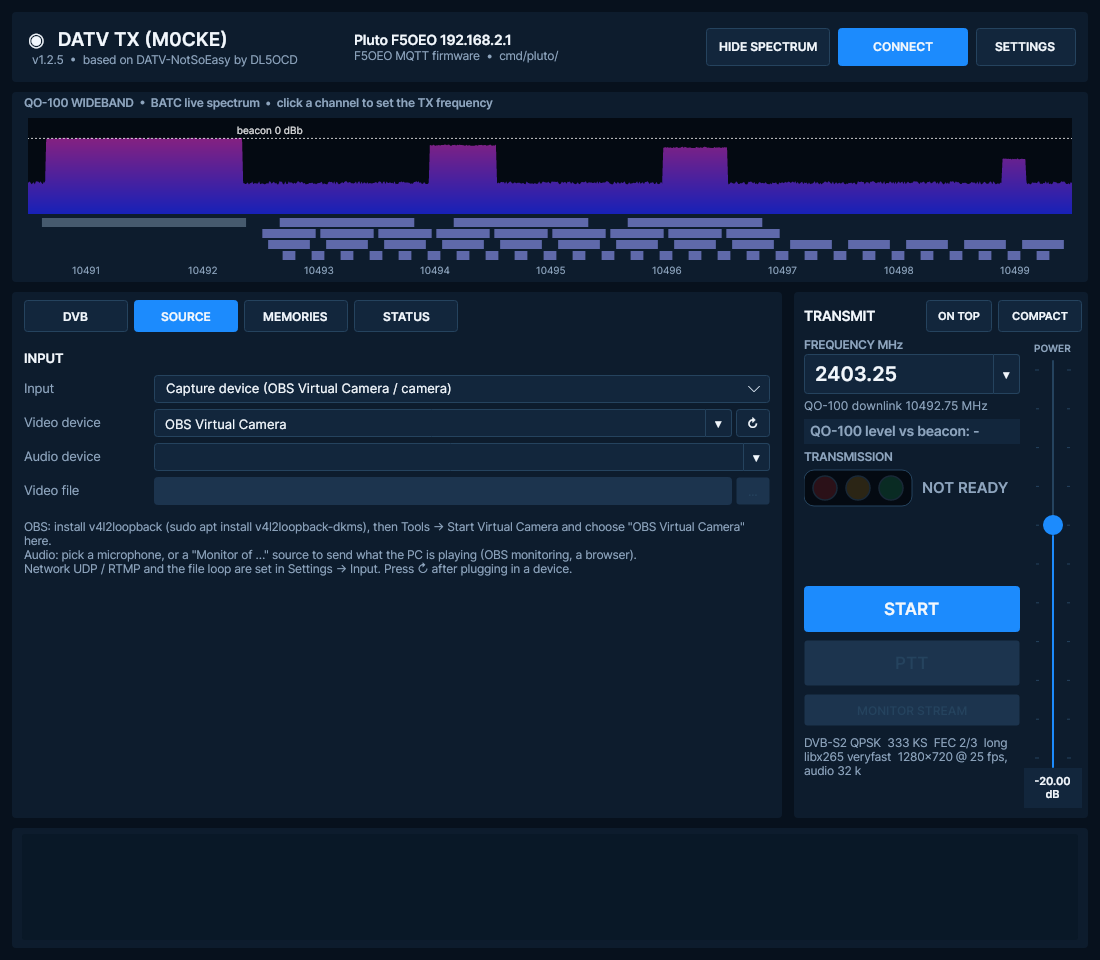 DATV TX (M0CKE)
v1.2.5 • based on DATV-NotSoEasy by DL5OCD
Pluto F5OEO 192.168.2.1
F5OEO MQTT firmware • cmd/pluto/
HIDE SPECTRUM
CONNECT
SETTINGS
QO-100 WIDEBAND • BATC live spectrum • click a channel to set the TX frequency
beacon 0 dBb
10491 10492 10493 10494 10495 10496 10497 10498 10499
DVB
SOURCE
MEMORIES
STATUS
INPUT
Input
Capture device (OBS Virtual Camera / camera)
Video device
OBS Virtual Camera
Audio device
Video file
...
OBS: install v4l2loopback (sudo apt install v4l2loopback-dkms), then Tools → Start Virtual Camera and choose "OBS Virtual Camera"
here.
Audio: pick a microphone, or a "Monitor of ..." source to send what the PC is playing (OBS monitoring, a browser).
Network UDP / RTMP and the file loop are set in Settings → Input. Press ↻ after plugging in a device.
TRANSMIT
ON TOP
COMPACT
FREQUENCY MHz
2403.25
QO-100 downlink 10492.75 MHz
QO-100 level vs beacon: -
TRANSMISSION
NOT READY
START
PTT
MONITOR STREAM
DVB-S2 QPSK 333 KS FEC 2/3 long
libx265 veryfast 1280×720 @ 25 fps,
audio 32 k
POWER
-20.00
dB